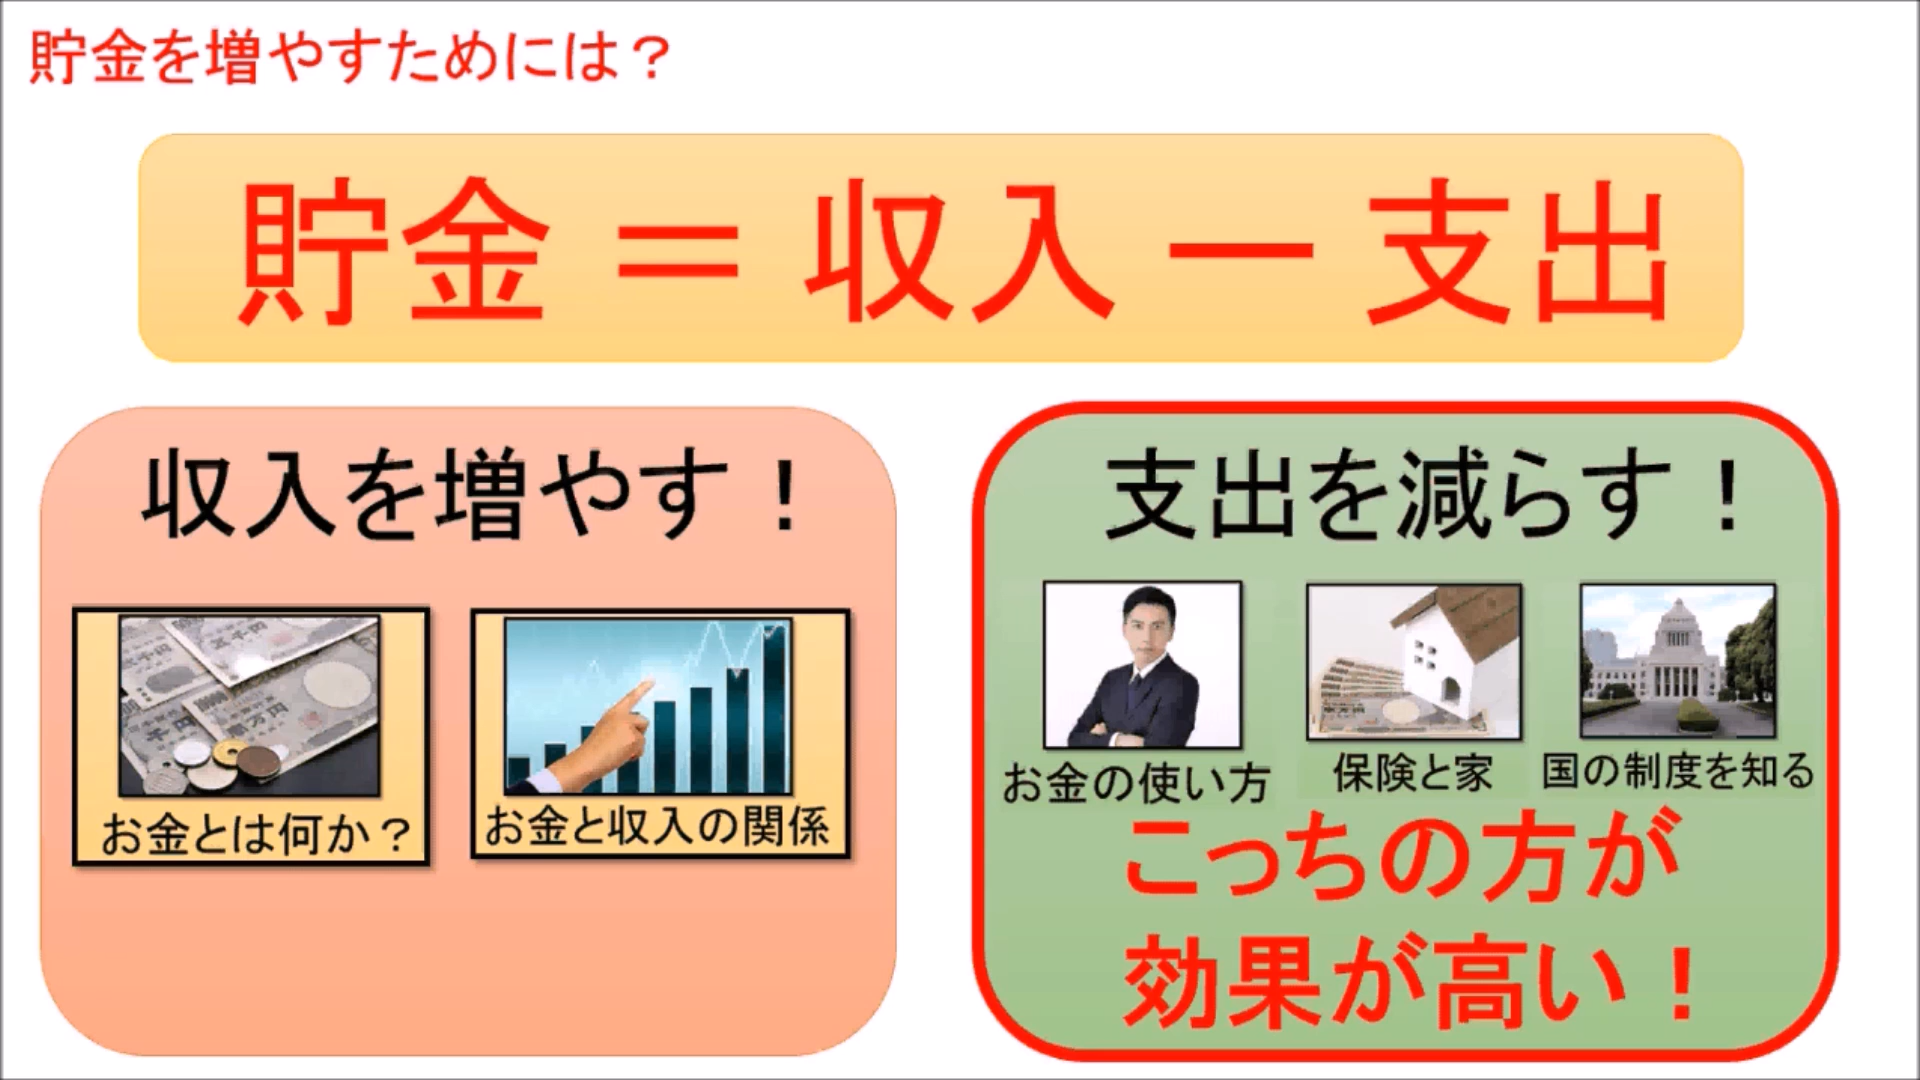 貯金を増やすためには？
貯金 ＝ 収入 － 支出
収入を増やす！
お金とは何か？
お金と収入の関係
支出を減らす！
お金の使い方
保険と家
国の制度を知る
こっちの方が
効果が高い！